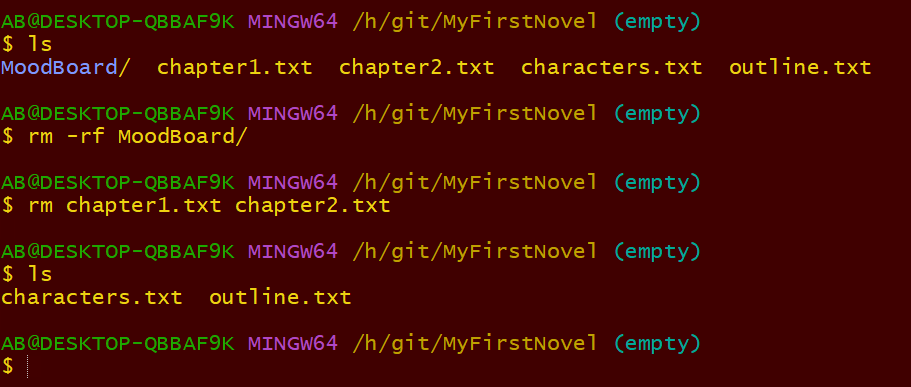 AB@DESKTOP-QBBAF9K MINGW64 /h/git/MyFirstNovel (empty)
$ ls
MoodBoard/  chapter1.txt  chapter2.txt  characters.txt  outline.txt
AB@DESKTOP-QBBAF9K MINGW64 /h/git/MyFirstNovel (empty)
$ rm -rf MoodBoard/
AB@DESKTOP-QBBAF9K MINGW64 /h/git/MyFirstNovel (empty)
$ rm chapter1.txt chapter2.txt
AB@DESKTOP-QBBAF9K MINGW64 /h/git/MyFirstNovel (empty)
$ ls
characters.txt  outline.txt
AB@DESKTOP-QBBAF9K MINGW64 /h/git/MyFirstNovel (empty)
$